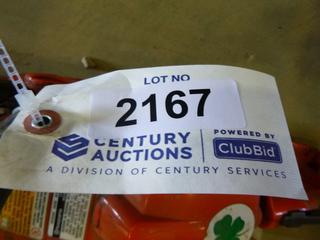 LOT NO
2167
CENTURY
AUCTIONS
POWERED BY
ClubBid
A DIVISION OF CENTURY SERVICES